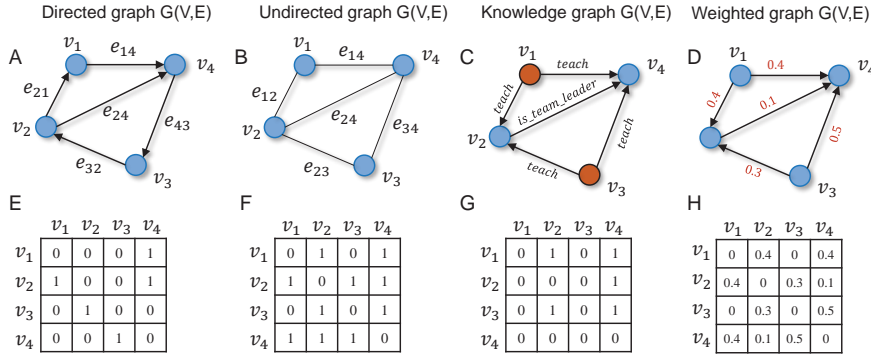 Directed graph G(V,E)
Undirected graph G(V,E)
Knowledge graph G(V,E)
Weighted graph G(V,E)
A
v1
e14
v4
e21
e24
e43
v2
e32
v3
B
v1
e14
v4
e12
e24
e34
v2
e23
v3
C
v1
teach
v4
teach
is_team_leader
v2
teach
teach
v3
D
v1
0.4
v4
0.4
0.1
v2
0.5
0.3
v3
E
v1 v2 v3 v4
v1 0 0 0 1
v2 1 0 0 1
v3 0 1 0 0
v4 0 0 1 0
F
v1 v2 v3 v4
v1 0 1 0 1
v2 1 0 1 1
v3 0 1 0 1
v4 1 1 1 0
G
v1 v2 v3 v4
v1 0 1 0 1
v2 0 0 0 1
v3 0 1 0 1
v4 0 0 0 0
H
v1 v2 v3 v4
v1 0 0.4 0 0.4
v2 0.4 0 0.3 0.1
v3 0 0.3 0 0.5
v4 0.4 0.1 0.5 0